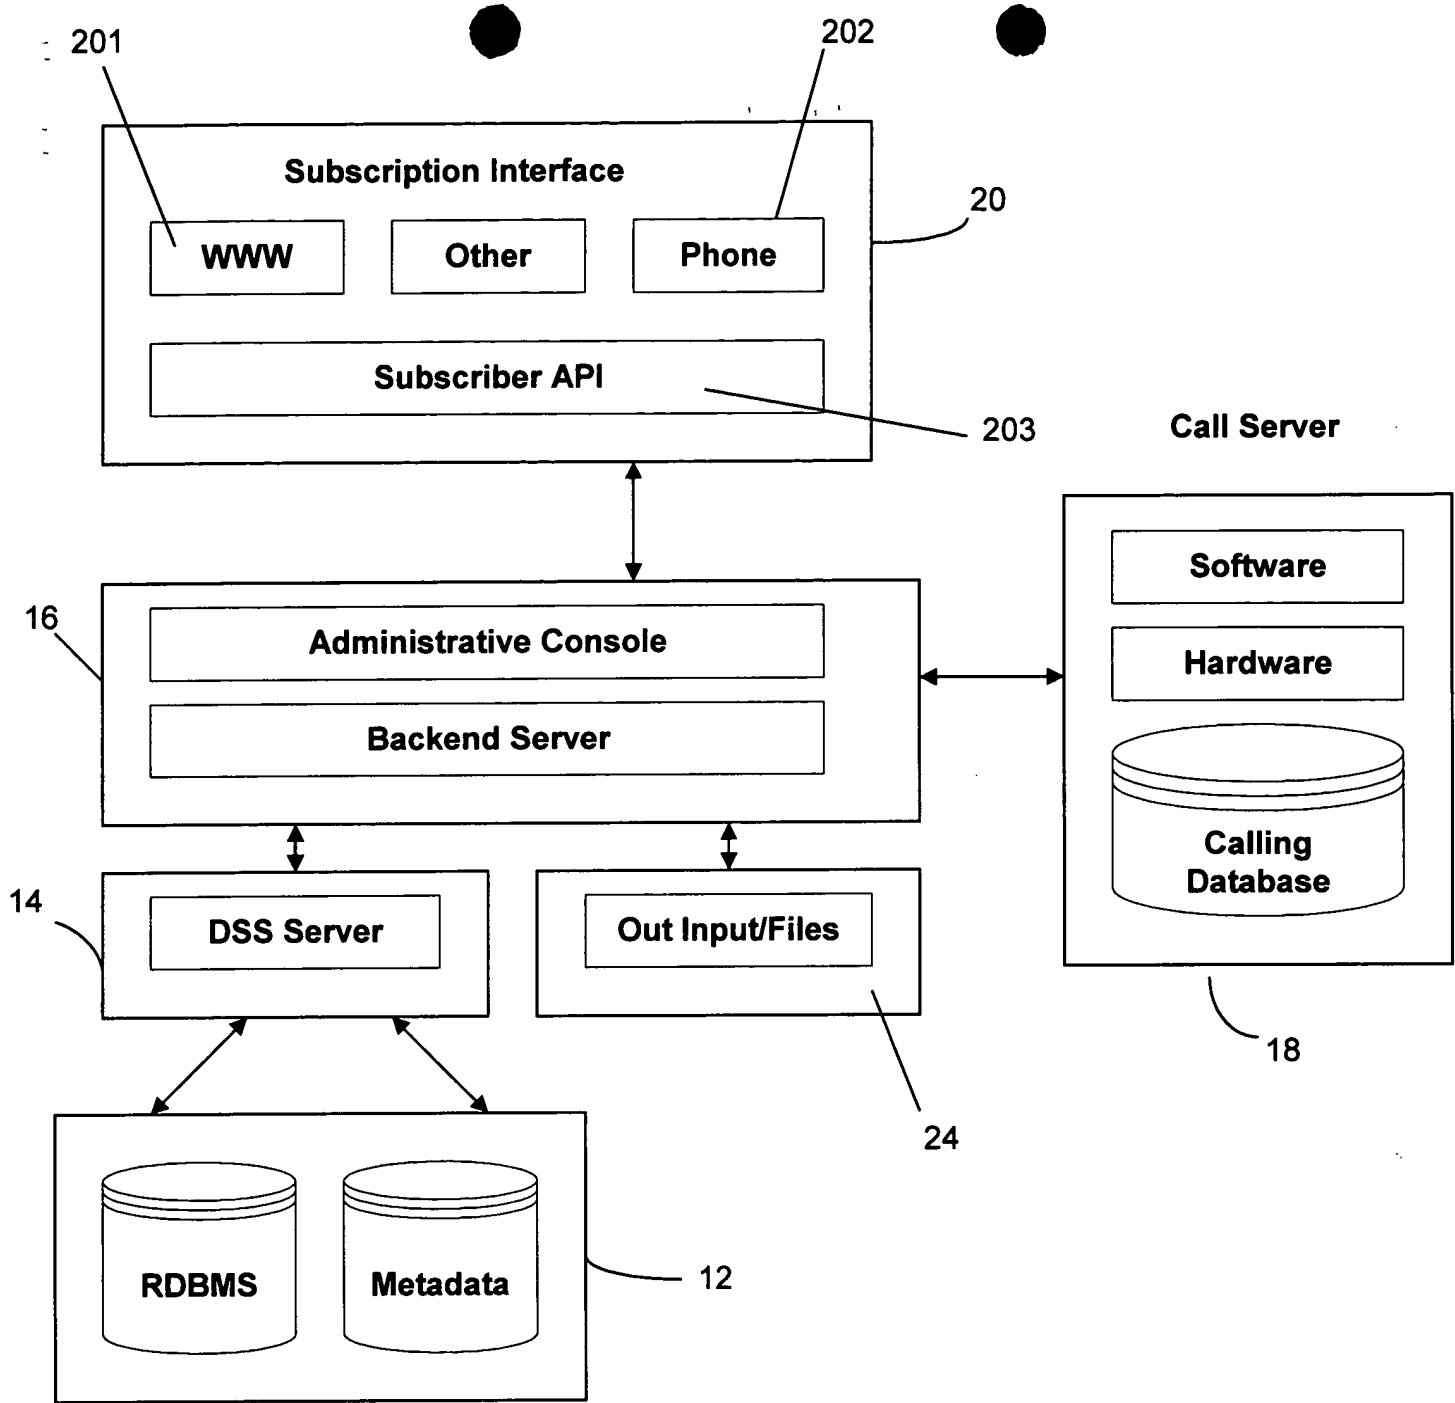 201
202
Subscription Interface
20
WWW
Other
Phone
Subscriber API
203
Call Server
Software
16
Administrative Console
Hardware
Backend Server
Calling
Database
14
DSS Server
Out Input/Files
18
24
RDBMS
Metadata
12